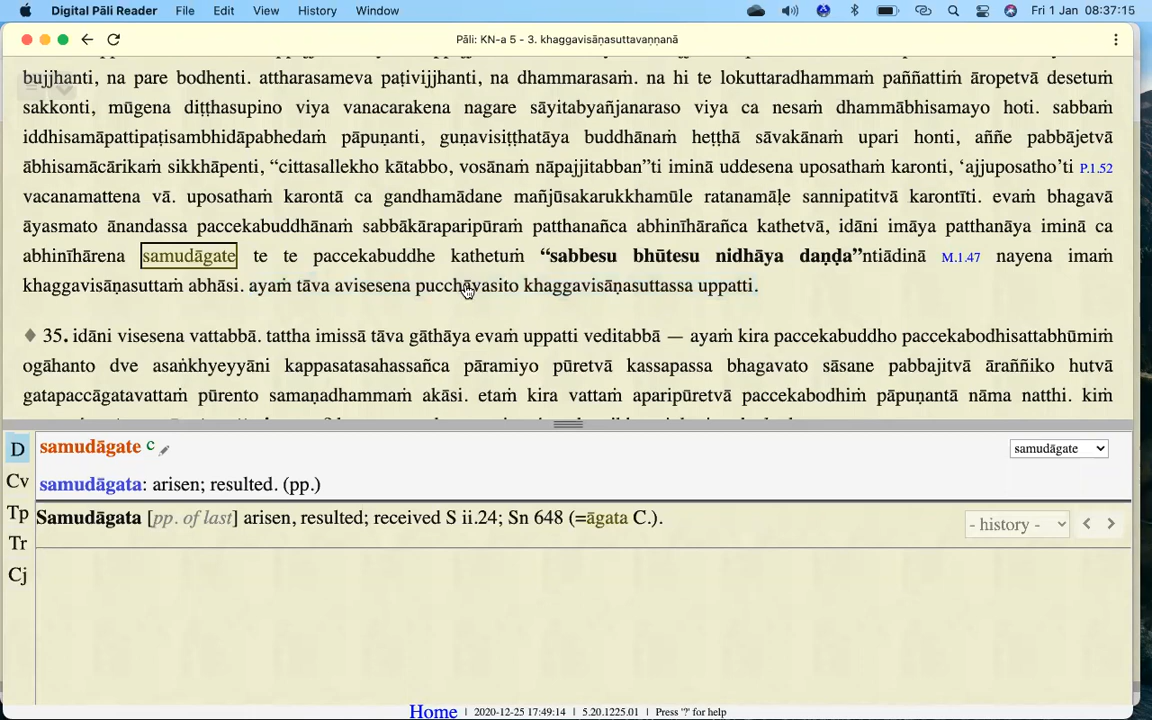 Digital Pāli Reader File Edit View History Window Fri 1 Jan 08:37:15
Pāli: KN-a 5 - 3. khaggavisāṇasuttavaṇṇanā
bujjhanti, na pare bodhenti. attharasameva paṭivijjhanti, na dhammarasaṁ. na hi te lokuttaradhammaṁ paññattiṁ āropetvā desetuṁ
sakkonti, mūgena diṭṭhasupino viya vanacarakena nagare sāyitabyañjanaraso viya ca nesaṁ dhammābhisamayo hoti. sabbaṁ
iddhisamāpattipaṭisambhidāpabhedaṁ pāpuṇanti, guṇavisiṭṭhatāya buddhānaṁ heṭṭhā sāvakānaṁ upari honti, aññe pabbājetvā
ābhisamācārikaṁ sikkhāpenti, “cittasallekho kātabbo, vosānaṁ nāpajjitabban”ti iminā uddesena uposathaṁ karonti, ‘ajjuposatho’ti P.1.52
vacanamattena vā. uposathaṁ karontā ca gandhamādane mañjūsakarukkhamūle ratanamāḷe sannipatitvā karontīti. evaṁ bhagavā
āyasmato ānandassa paccekabuddhānaṁ sabbākāraparipūraṁ patthanañca abhinīhārañca kathetvā, idāni imāya patthanāya iminā ca
abhinīhārena samudāgate te te paccekabuddhe kathetuṁ “sabbesu bhūtesu nidhāya daṇḍa”ntiādinā M.1.47 nayena imaṁ
khaggavisāṇasuttaṁ abhāsi. ayaṁ tāva avisesena pucchāvasito khaggavisāṇasuttassa uppatti.
♦ 35. idāni visesena vattabbā. tattha imissā tāva gāthāya evaṁ uppatti veditabbā — ayaṁ kira paccekabuddho paccekabodhisattabhūmiṁ
ogāhanto dve asaṅkhyeyyāni kappasatasahassañca pāramiyo pūretvā kassapassa bhagavato sāsane pabbajitvā āraññiko hutvā
gatapaccāgatavattaṁ pūrento samaṇadhammaṁ akāsi. etaṁ kira vattaṁ aparipūretvā paccekabodhiṁ pāpuṇantā nāma natthi. kiṁ
D samudāgate c samudāgate
samudāgata: arisen; resulted. (pp.)
Cv
Samudāgata [pp. of last] arisen, resulted; received S ii.24; Sn 648 (=āgata C.). - history - < >
Tp
Tr
Cj
Home | 2020-12-25 17:49:14 | 5.20.1225.01 | Press '?' for help